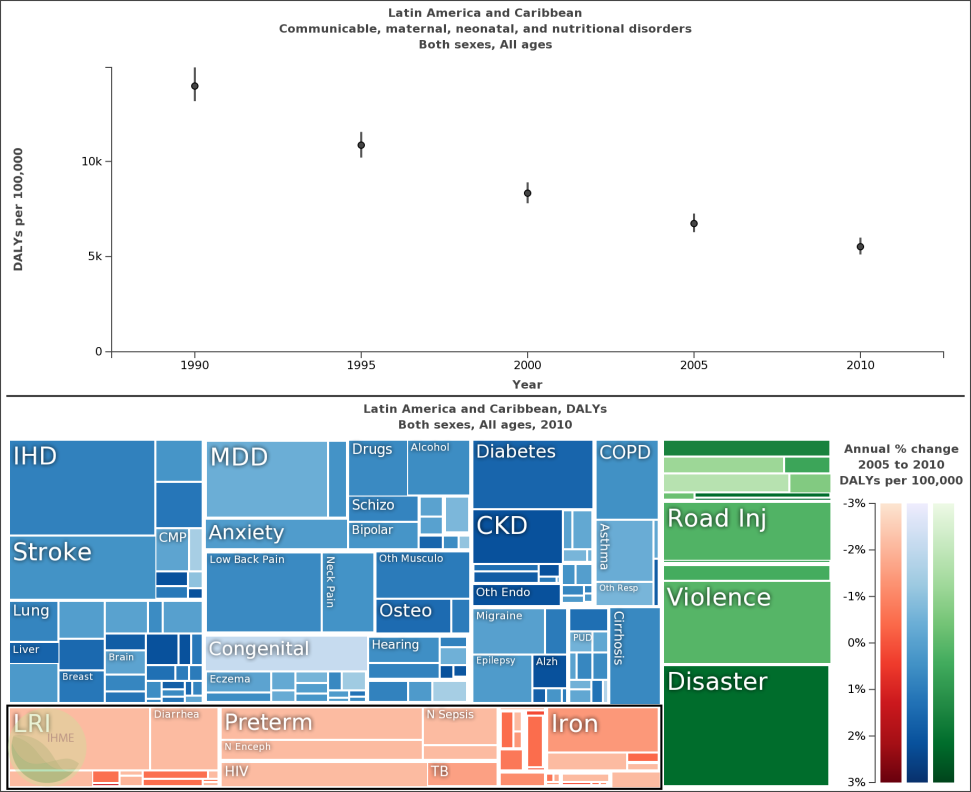 Latin America and Caribbean
Communicable, maternal, neonatal, and nutritional disorders
Both sexes, All ages
DALYs per 100,000
10k
5k
0
1990 1995 2000 2005 2010
Year
Latin America and Caribbean, DALYs
Both sexes, All ages, 2010
IHD
Stroke
CMP
Lung
Liver
Breast
Brain
MDD
Drugs
Alcohol
Schizo
Anxiety
Bipolar
Low Back Pain
Neck Pain
Oth Musculo
Osteo
Congenital
Hearing
Eczema
Diabetes
COPD
CKD
Asthma
Oth Endo
Oth Resp
Migraine
PUD
Cirrhosis
Epilepsy
Alzh
Road Inj
Violence
Disaster
LRI
IHME
Diarrhea
Preterm
N Sepsis
N Enceph
HIV
TB
Iron
Annual % change
2005 to 2010
DALYs per 100,000
-3%
-2%
-1%
0%
1%
2%
3%